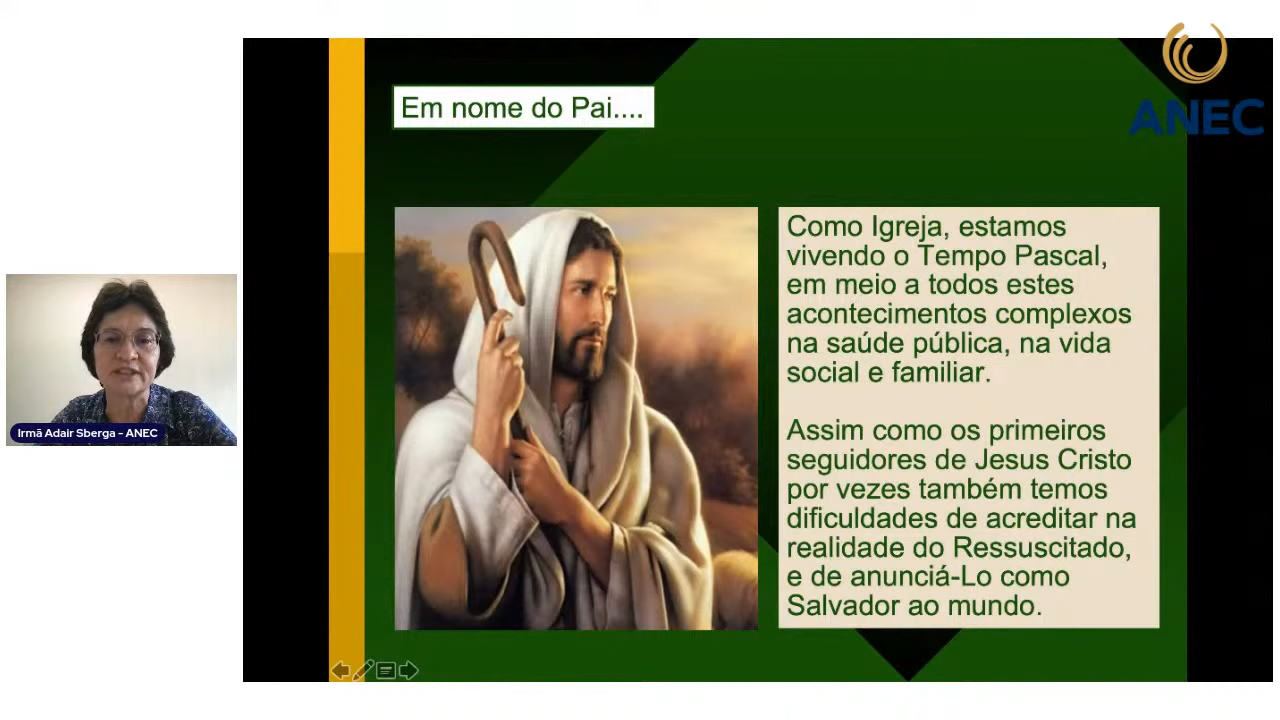 ANEC
Em nome do Pai....
Como Igreja, estamos
vivendo o Tempo Pascal,
em meio a todos estes
acontecimentos complexos
na saúde pública, na vida
social e familiar.
Assim como os primeiros
seguidores de Jesus Cristo
por vezes também temos
dificuldades de acreditar na
realidade do Ressuscitado,
e de anunciá-Lo como
Salvador ao mundo.
Irmã Adair Sberga - ANEC